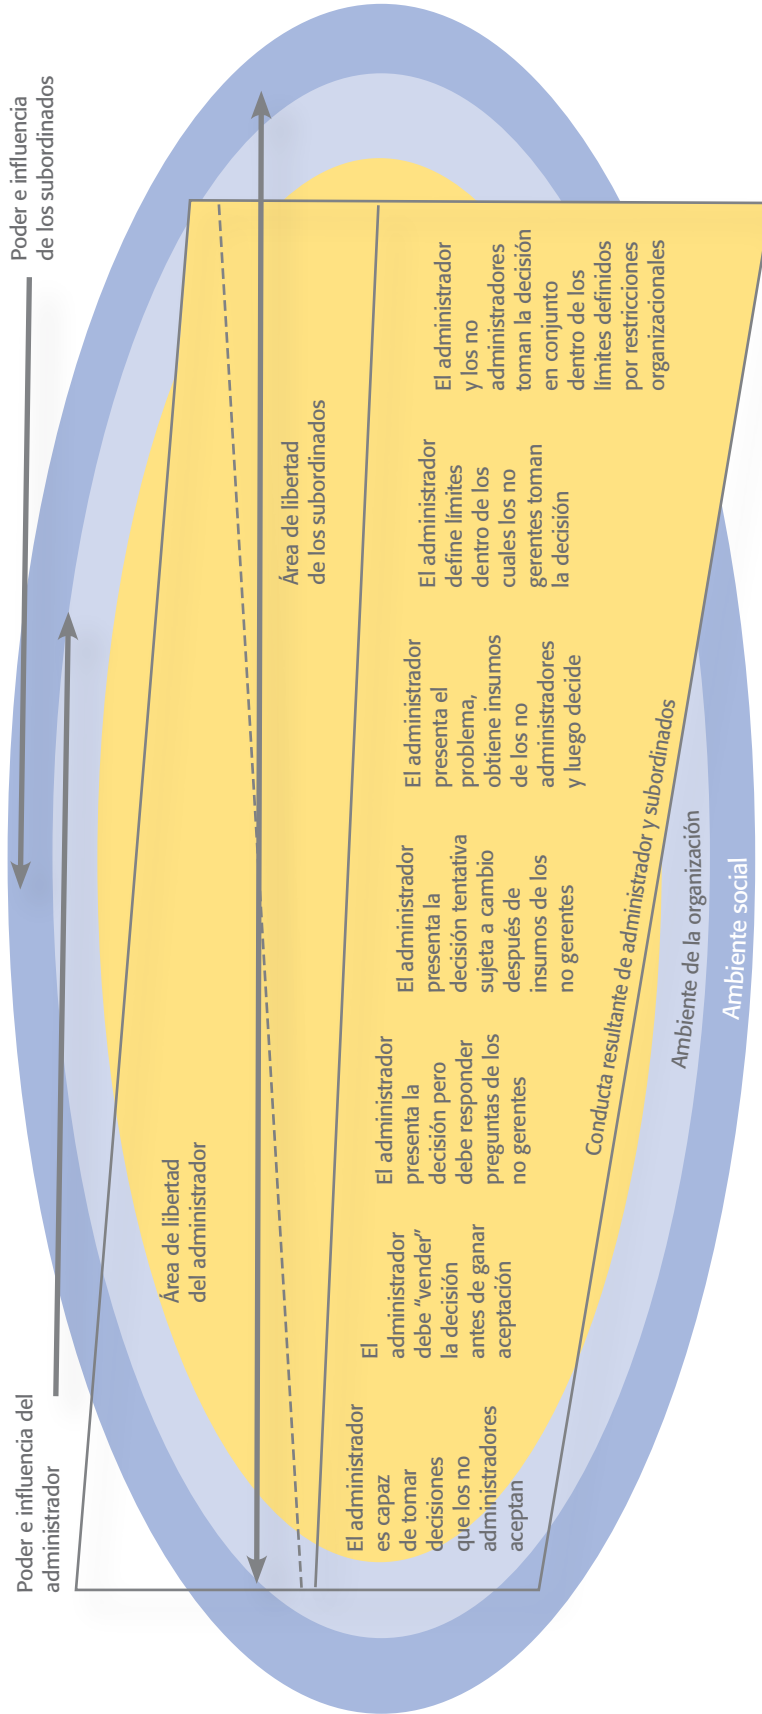 Poder e influencia del
administrador
Poder e influencia
de los subordinados
Área de libertad
del administrador
Área de libertad
de los subordinados
El administrador
es capaz
de tomar
decisiones
que los no
administradores
aceptan
El
administrador
debe “vender”
la decisión
antes de ganar
aceptación
El administrador
presenta la
decisión pero
debe responder
preguntas de los
no gerentes
El administrador
presenta la
decisión tentativa
sujeta a cambio
después de
insumos de los
no gerentes
El administrador
presenta el
problema,
obtiene insumos
de los no
administradores
y luego decide
El administrador
define límites
dentro de los
cuales los no
gerentes toman
la decisión
El administrador
y los no
administradores
toman la decisión
en conjunto
dentro de los
límites definidos
por restricciones
organizacionales
Conducta resultante de administrador y subordinados
Ambiente de la organización
Ambiente social